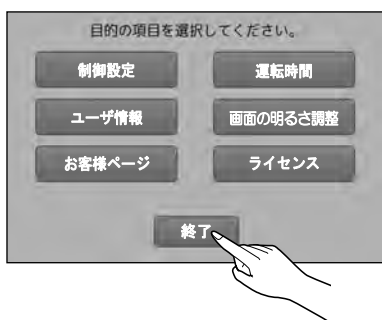 目的の項目を選択してください。
制御設定 運転時間
ユーザ情報 画面の明るさ調整
お客様ページ ライセンス
終了